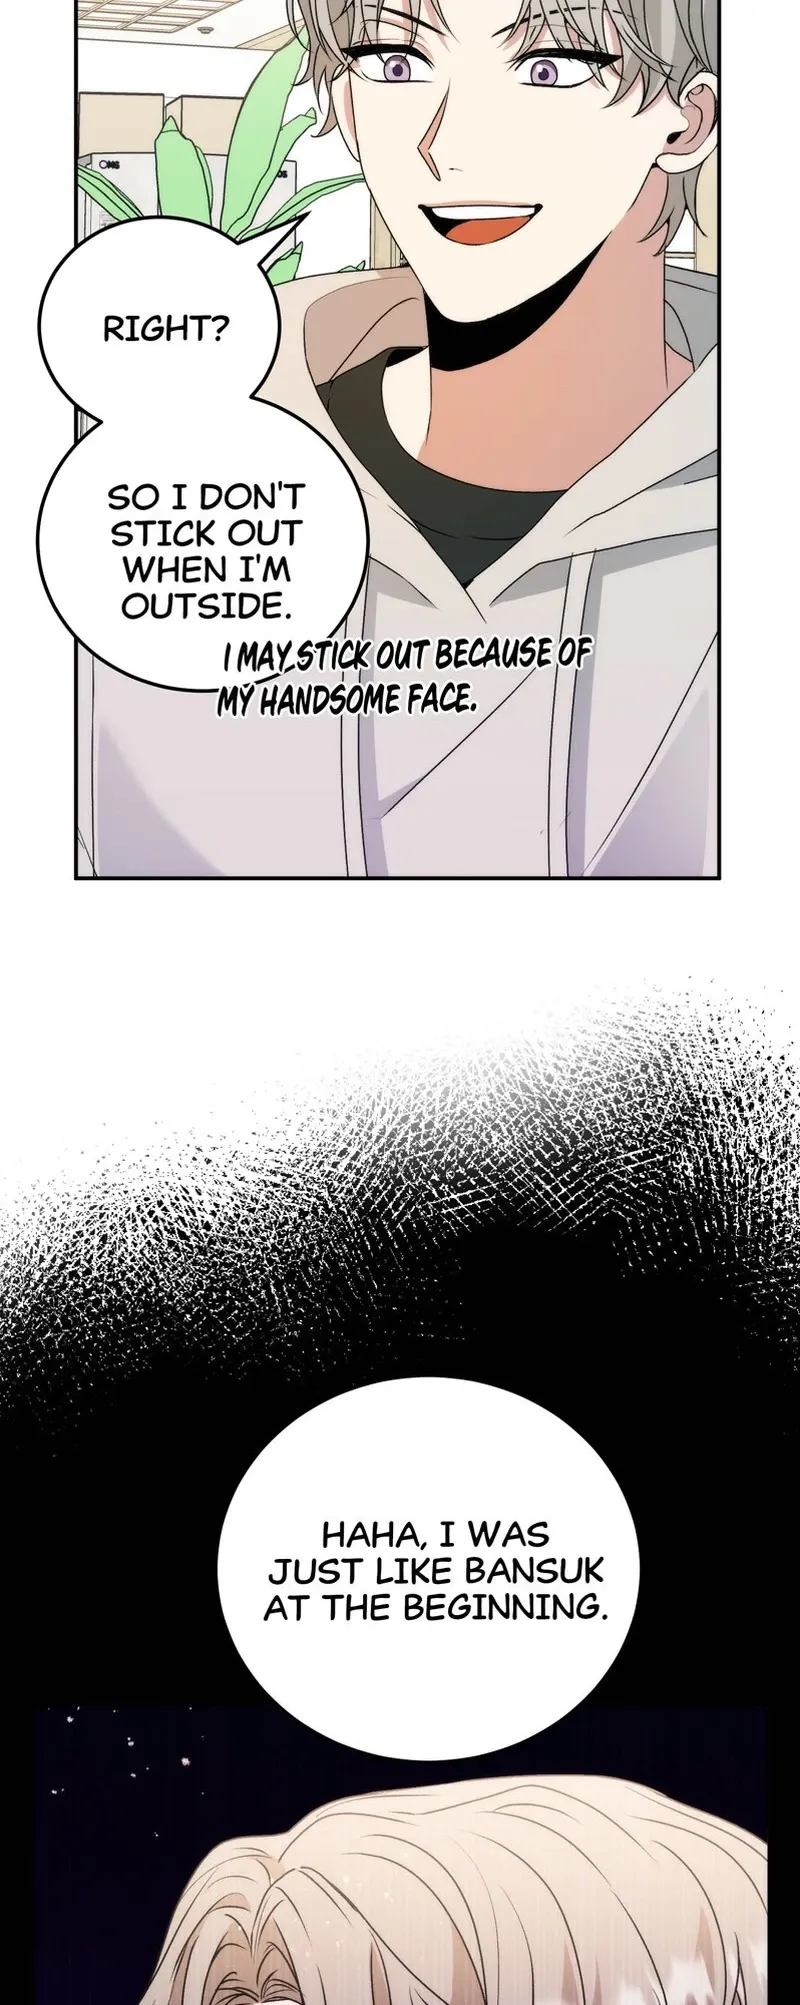 OMG
RIGHT?
SO I DON'T
STICK OUT
WHEN I'M
OUTSIDE.
I MAY STICK OUT BECAUSE OF
MY HANDSOME FACE.
HAHA, I WAS
JUST LIKE BANSUK
AT THE BEGINNING.